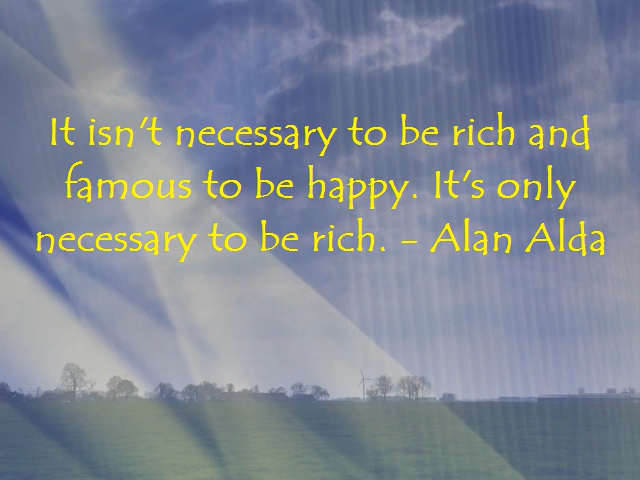 It isn't necessary to be rich and
famous to be happy. It's only
necessary to be rich. - Alan Alda